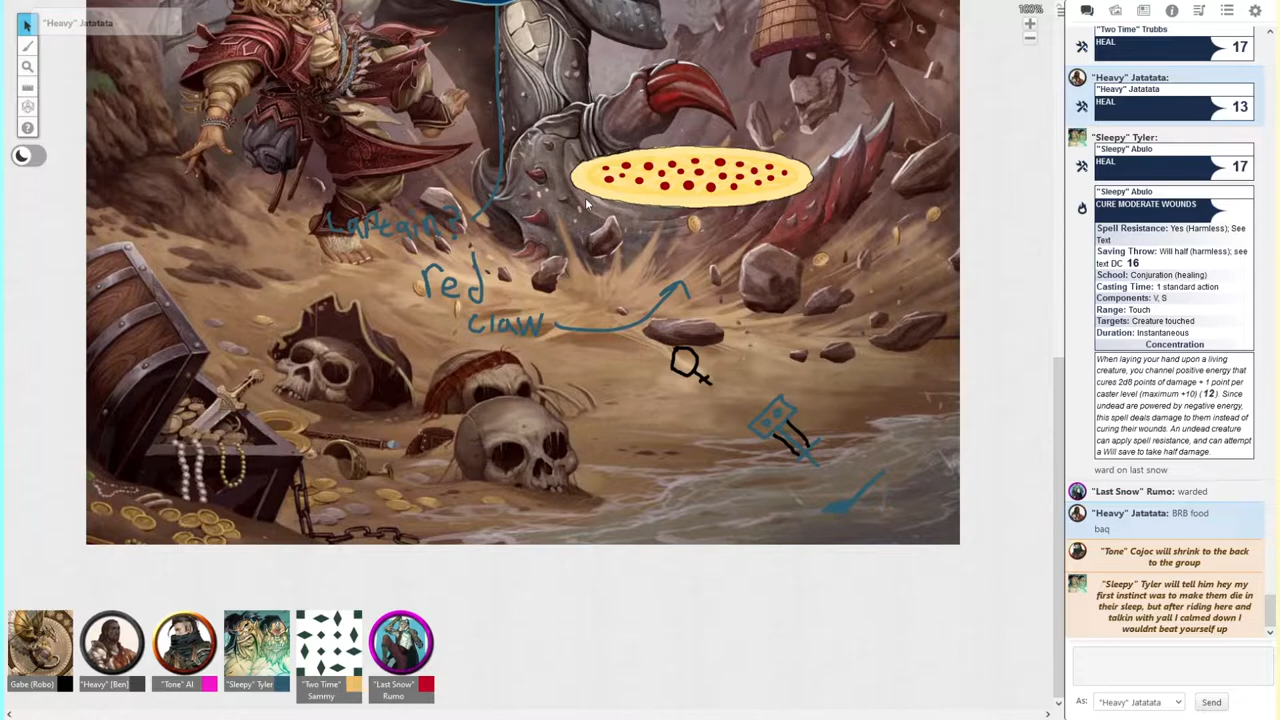 "Heavy" Jatatata
100%
Captain?
red
claw
Gabe (Robo)
"Heavy" [Ben]
"Tone" Al
"Sleepy" Tyler
"Two Time"
Sammy
"Last Snow"
Rumo
"Two Time" Trubbs
HEAL
17
"Heavy" Jatatata:
"Heavy" Jatatata
HEAL
13
"Sleepy" Tyler:
"Sleepy" Abulo
HEAL
17
"Sleepy" Abulo
CURE MODERATE WOUNDS
Spell Resistance: Yes (Harmless); See
Text
Saving Throw: Will half (harmless); see
text DC 16
School: Conjuration (healing)
Casting Time: 1 standard action
Components: V, S
Range: Touch
Targets: Creature touched
Duration: Instantaneous
Concentration
When laying your hand upon a living
creature, you channel positive energy that
cures 2d8 points of damage + 1 point per
caster level (maximum +10) (12). Since
undead are powered by negative energy,
this spell deals damage to them instead of
curing their wounds. An undead creature
can apply spell resistance, and can attempt
a Will save to take half damage.
ward on last snow
"Last Snow" Rumo: warded
"Heavy" Jatatata: BRB food
baq
"Tone" Cojoc will shrink to the back
to the group
"Sleepy" Tyler will tell him hey my
first instinct was to make them die in
their sleep, but after riding here and
talkin with yall I calmed down I
wouldnt beat yourself up
As:
"Heavy" Jatatata
Send